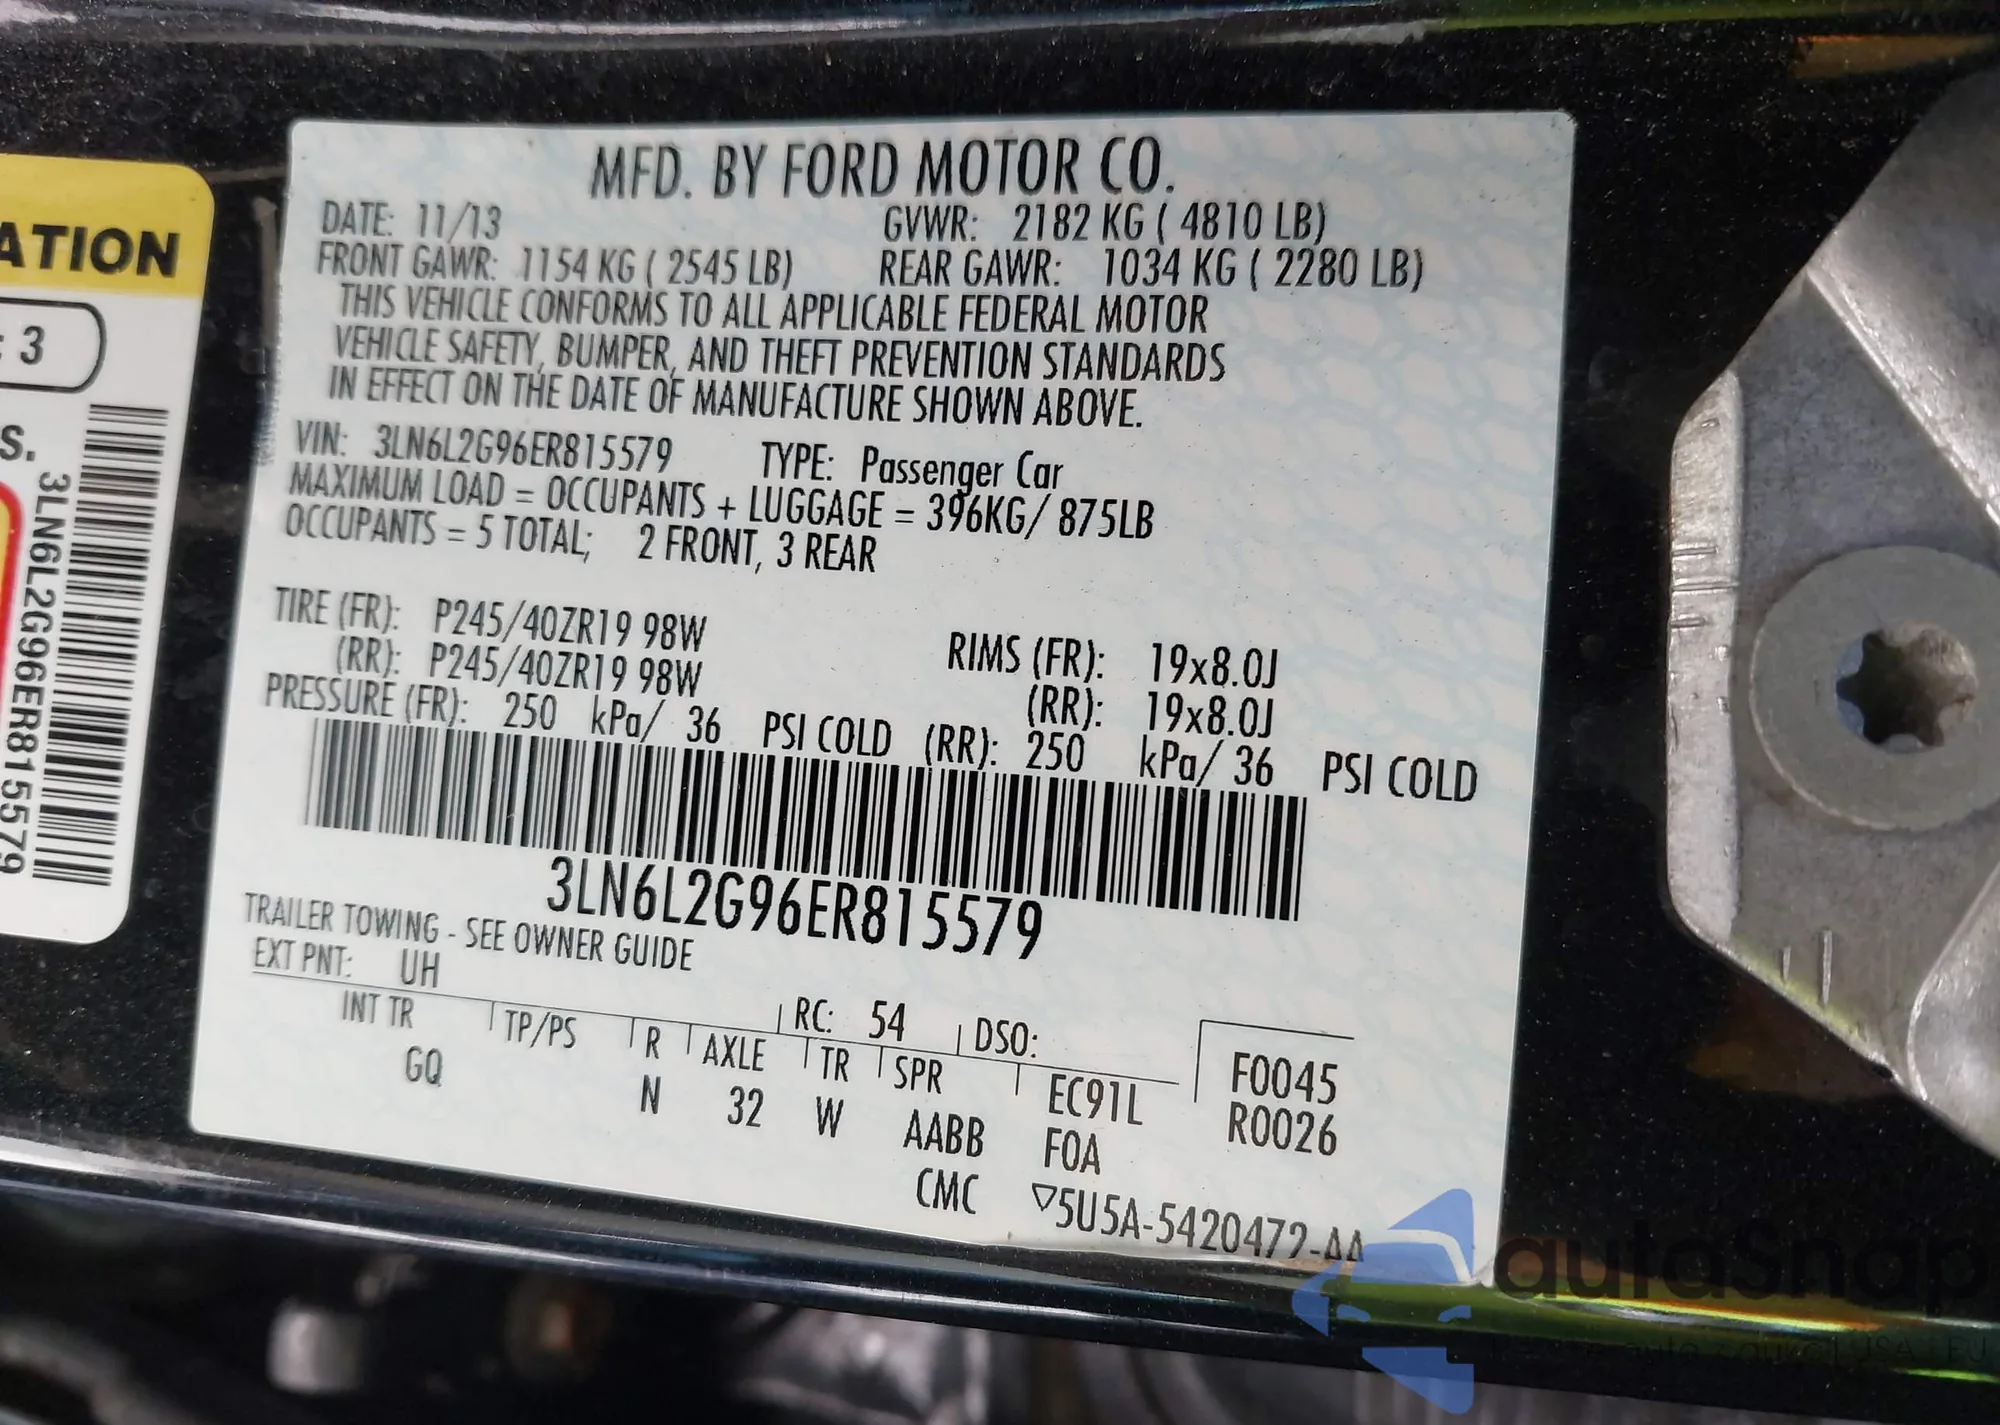 ATION
: 3
S.
3LN6L2G96ER815579
MFD. BY FORD MOTOR CO.
DATE: 11/13 GVWR: 2182 KG ( 4810 LB)
FRONT GAWR: 1154 KG ( 2545 LB) REAR GAWR: 1034 KG ( 2280 LB)
THIS VEHICLE CONFORMS TO ALL APPLICABLE FEDERAL MOTOR
VEHICLE SAFETY, BUMPER, AND THEFT PREVENTION STANDARDS
IN EFFECT ON THE DATE OF MANUFACTURE SHOWN ABOVE.
VIN: 3LN6L2G96ER815579 TYPE: Passenger Car
MAXIMUM LOAD = OCCUPANTS + LUGGAGE = 396KG/ 875LB
OCCUPANTS = 5 TOTAL; 2 FRONT, 3 REAR
TIRE (FR): P245/40ZR19 98W RIMS (FR): 19x8.0J
(RR): P245/40ZR19 98W (RR): 19x8.0J
PRESSURE (FR): 250 kPa/ 36 PSI COLD (RR): 250 kPa/ 36 PSI COLD
3LN6L2G96ER815579
TRAILER TOWING - SEE OWNER GUIDE
EXT PNT: UH RC: 54 DSO:
INT TR TP/PS R AXLE TR SPR EC91L F0045
GQ N 32 W AABB F0A R0026
CMC ▽5U5A-5420472-AA
autoSnap